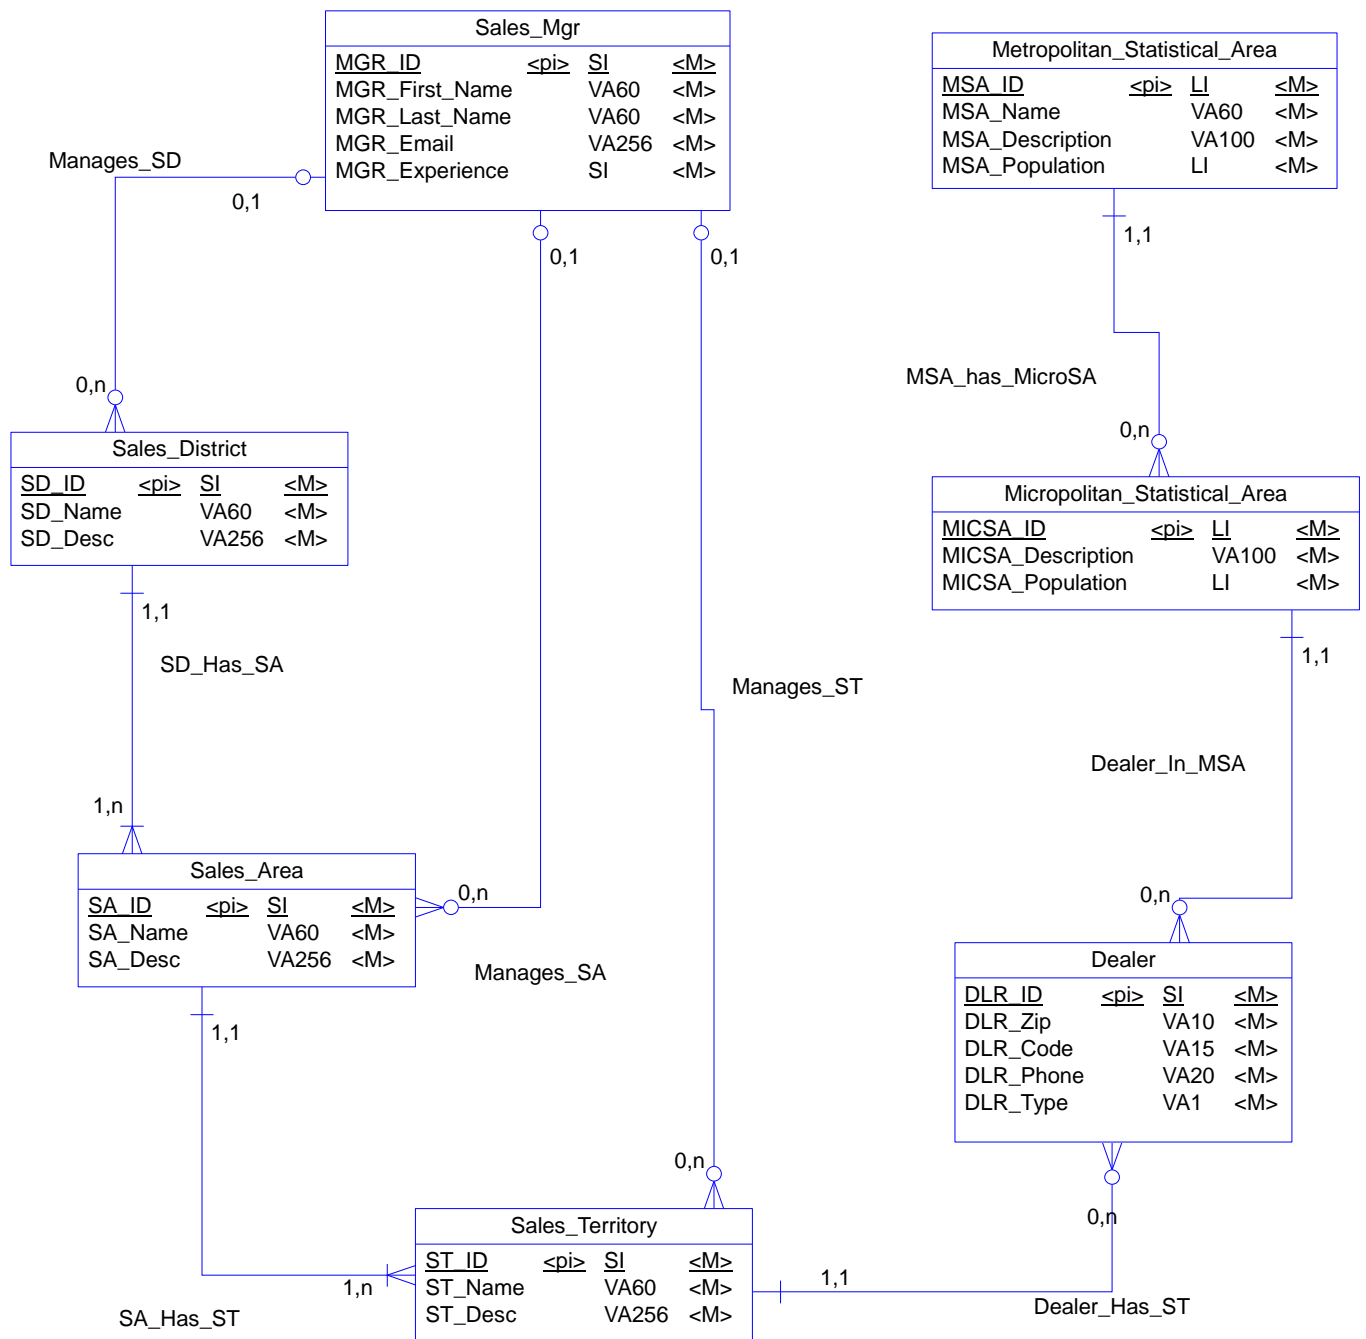 Sales_Mgr
MGR_ID <pi> SI <M>
MGR_First_Name VA60 <M>
MGR_Last_Name VA60 <M>
MGR_Email VA256 <M>
MGR_Experience SI <M>
Metropolitan_Statistical_Area
MSA_ID <pi> LI <M>
MSA_Name VA60 <M>
MSA_Description VA100 <M>
MSA_Population LI <M>
Manages_SD
0,1
0,1
0,1
1,1
0,n
MSA_has_MicroSA
0,n
Sales_District
SD_ID <pi> SI <M>
SD_Name VA60 <M>
SD_Desc VA256 <M>
Micropolitan_Statistical_Area
MICSA_ID <pi> LI <M>
MICSA_Description VA100 <M>
MICSA_Population LI <M>
1,1
SD_Has_SA
1,1
Manages_ST
Dealer_In_MSA
1,n
Sales_Area
SA_ID <pi> SI <M>
SA_Name VA60 <M>
SA_Desc VA256 <M>
0,n
Manages_SA
0,n
Dealer
DLR_ID <pi> SI <M>
DLR_Zip VA10 <M>
DLR_Code VA15 <M>
DLR_Phone VA20 <M>
DLR_Type VA1 <M>
1,1
0,n
0,n
Sales_Territory
ST_ID <pi> SI <M>
ST_Name VA60 <M>
ST_Desc VA256 <M>
1,n
SA_Has_ST
1,1
Dealer_Has_ST